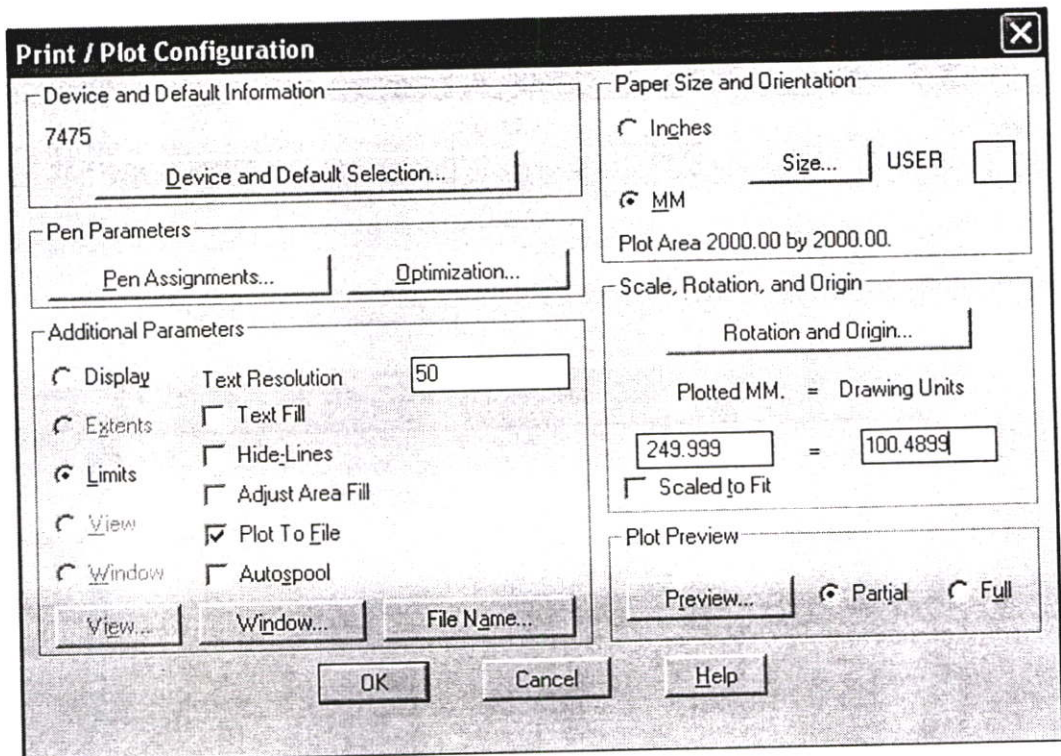 Print / Plot Configuration
Device and Default Information
7475
Device and Default Selection...
Pen Parameters
Pen Assignments...
Optimization...
Additional Parameters
Display
Extents
Limits
View
Window
Text Resolution
50
Text Fill
Hide-Lines
Adjust Area Fill
Plot To File
Autospool
View...
Window...
File Name...
Paper Size and Orientation
Inches
Size...
USER
MM
Plot Area 2000.00 by 2000.00.
Scale, Rotation, and Origin
Rotation and Origin...
Plotted MM. = Drawing Units
249.999 = 100.4899
Scaled to Fit
Plot Preview
Preview...
Partial
Full
OK
Cancel
Help